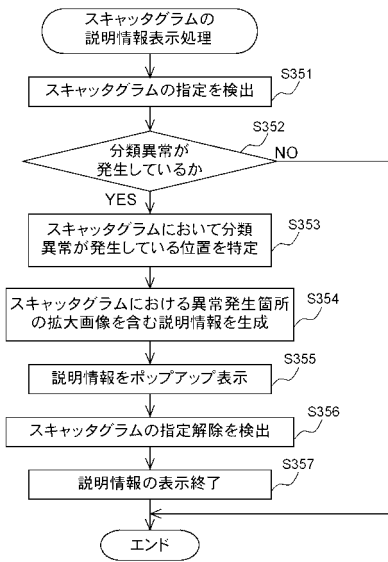 スキャッタグラムの
説明情報表示処理
S351
スキャッタグラムの指定を検出
S352
分類異常が
発生しているか
NO
YES
S353
スキャッタグラムにおいて分類
異常が発生している位置を特定
S354
スキャッタグラムにおける異常発生箇所
の拡大画像を含む説明情報を生成
S355
説明情報をポップアップ表示
S356
スキャッタグラムの指定解除を検出
S357
説明情報の表示終了
エンド